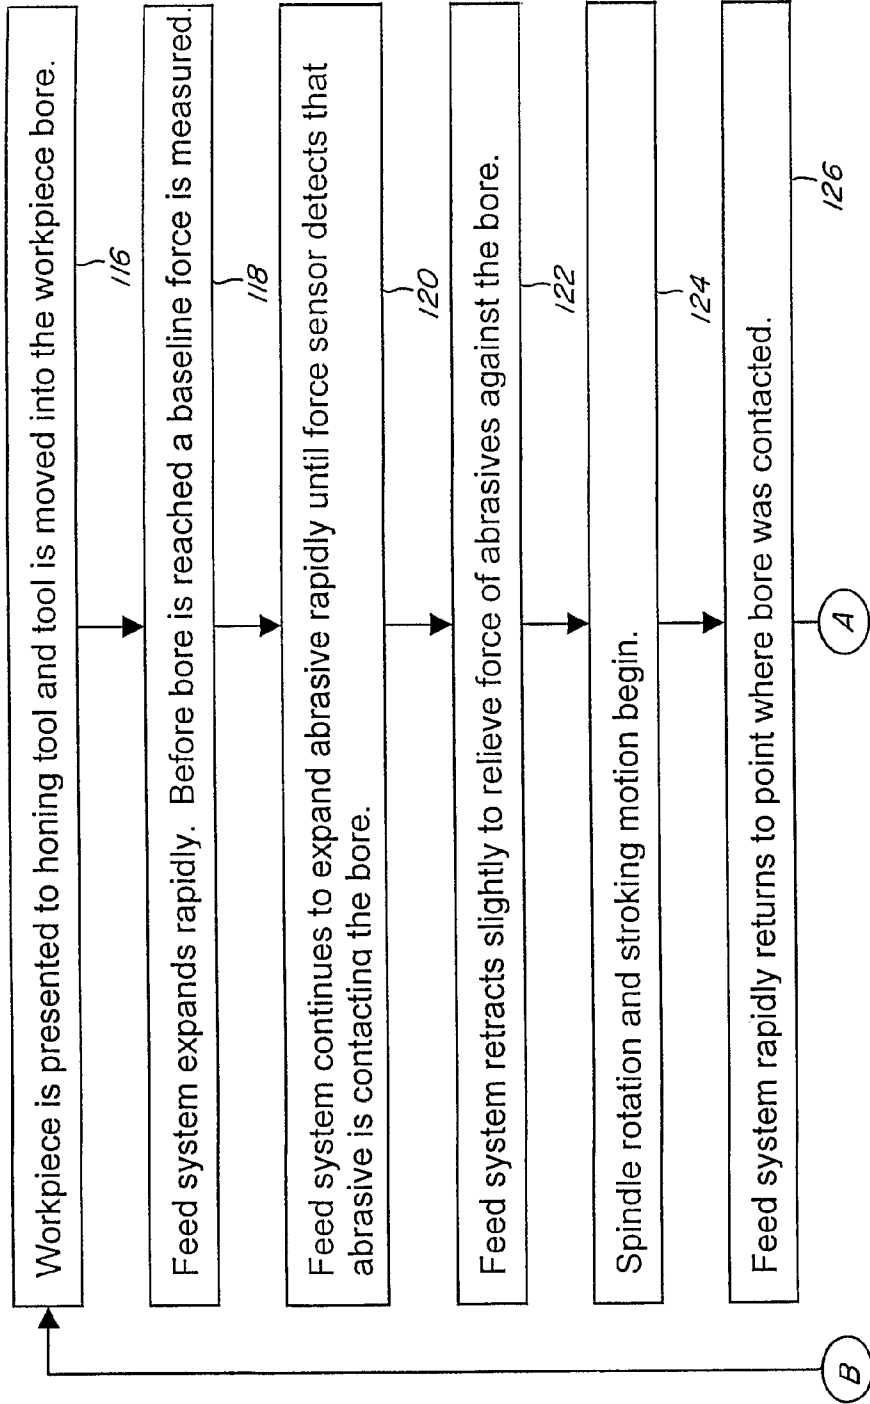 Workpiece is presented to honing tool and tool is moved into the workpiece bore.
116
Feed system expands rapidly. Before bore is reached a baseline force is measured.
118
Feed system continues to expand abrasive rapidly until force sensor detects that
abrasive is contacting the bore.
120
Feed system retracts slightly to relieve force of abrasives against the bore.
122
Spindle rotation and stroking motion begin.
124
Feed system rapidly returns to point where bore was contacted.
126
B
A